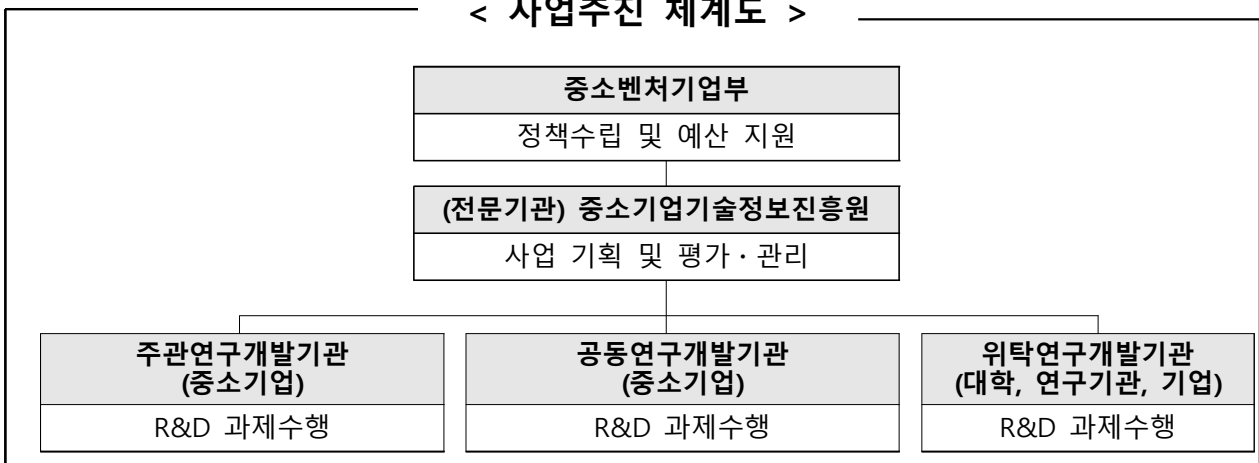 < 사업추진 체계도 >
중소벤처기업부
정책수립 및 예산 지원
(전문기관) 중소기업기술정보진흥원
사업 기획 및 평가·관리
주관연구개발기관
(중소기업)
R&D 과제수행
공동연구개발기관
(중소기업)
R&D 과제수행
위탁연구개발기관
(대학, 연구기관, 기업)
R&D 과제수행